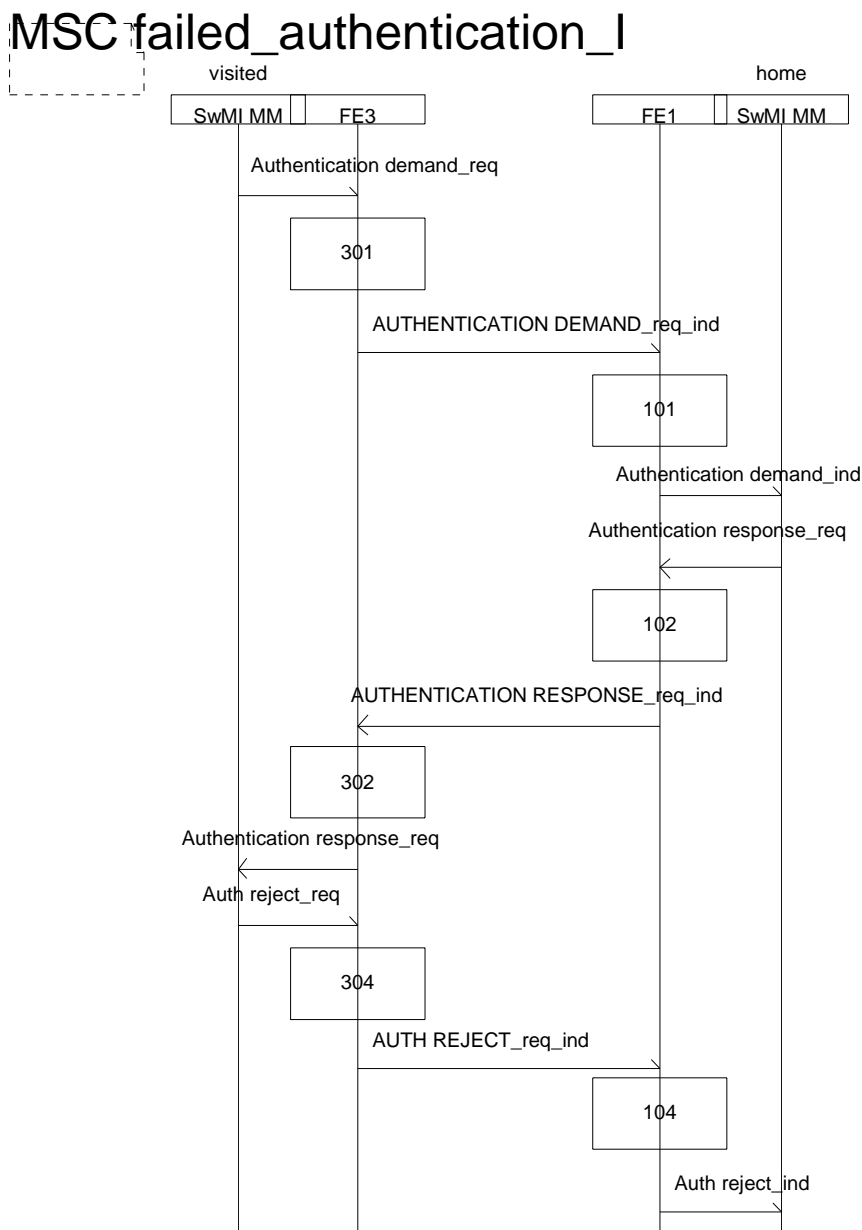 MSC failed_authentication_I
visited home
SwMI MM FE3 FE1 SwMI MM
Authentication demand_req
301
AUTHENTICATION DEMAND_req_ind
101
Authentication demand_ind
Authentication response_req
102
AUTHENTICATION RESPONSE_req_ind
302
Authentication response_req
Auth reject_req
304
AUTH REJECT_req_ind
104
Auth reject_ind